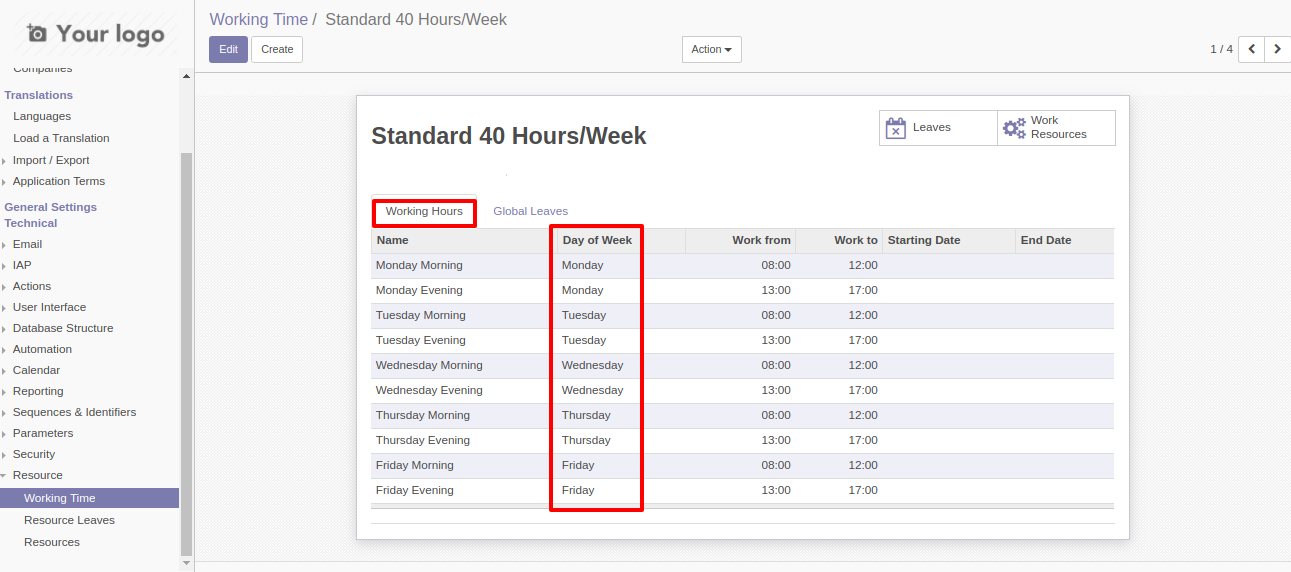 Your logo
Companies
Translations
Languages
Load a Translation
Import / Export
Application Terms
General Settings
Technical
Email
IAP
Actions
User Interface
Database Structure
Automation
Calendar
Reporting
Sequences & Identifiers
Parameters
Security
Resource
Working Time
Resource Leaves
Resources
Working Time / Standard 40 Hours/Week
Edit Create Action 1 / 4
Standard 40 Hours/Week
Leaves
Work
Resources
Working Hours Global Leaves
Name Day of Week Work from Work to Starting Date End Date
Monday Morning Monday 08:00 12:00
Monday Evening Monday 13:00 17:00
Tuesday Morning Tuesday 08:00 12:00
Tuesday Evening Tuesday 13:00 17:00
Wednesday Morning Wednesday 08:00 12:00
Wednesday Evening Wednesday 13:00 17:00
Thursday Morning Thursday 08:00 12:00
Thursday Evening Thursday 13:00 17:00
Friday Morning Friday 08:00 12:00
Friday Evening Friday 13:00 17:00